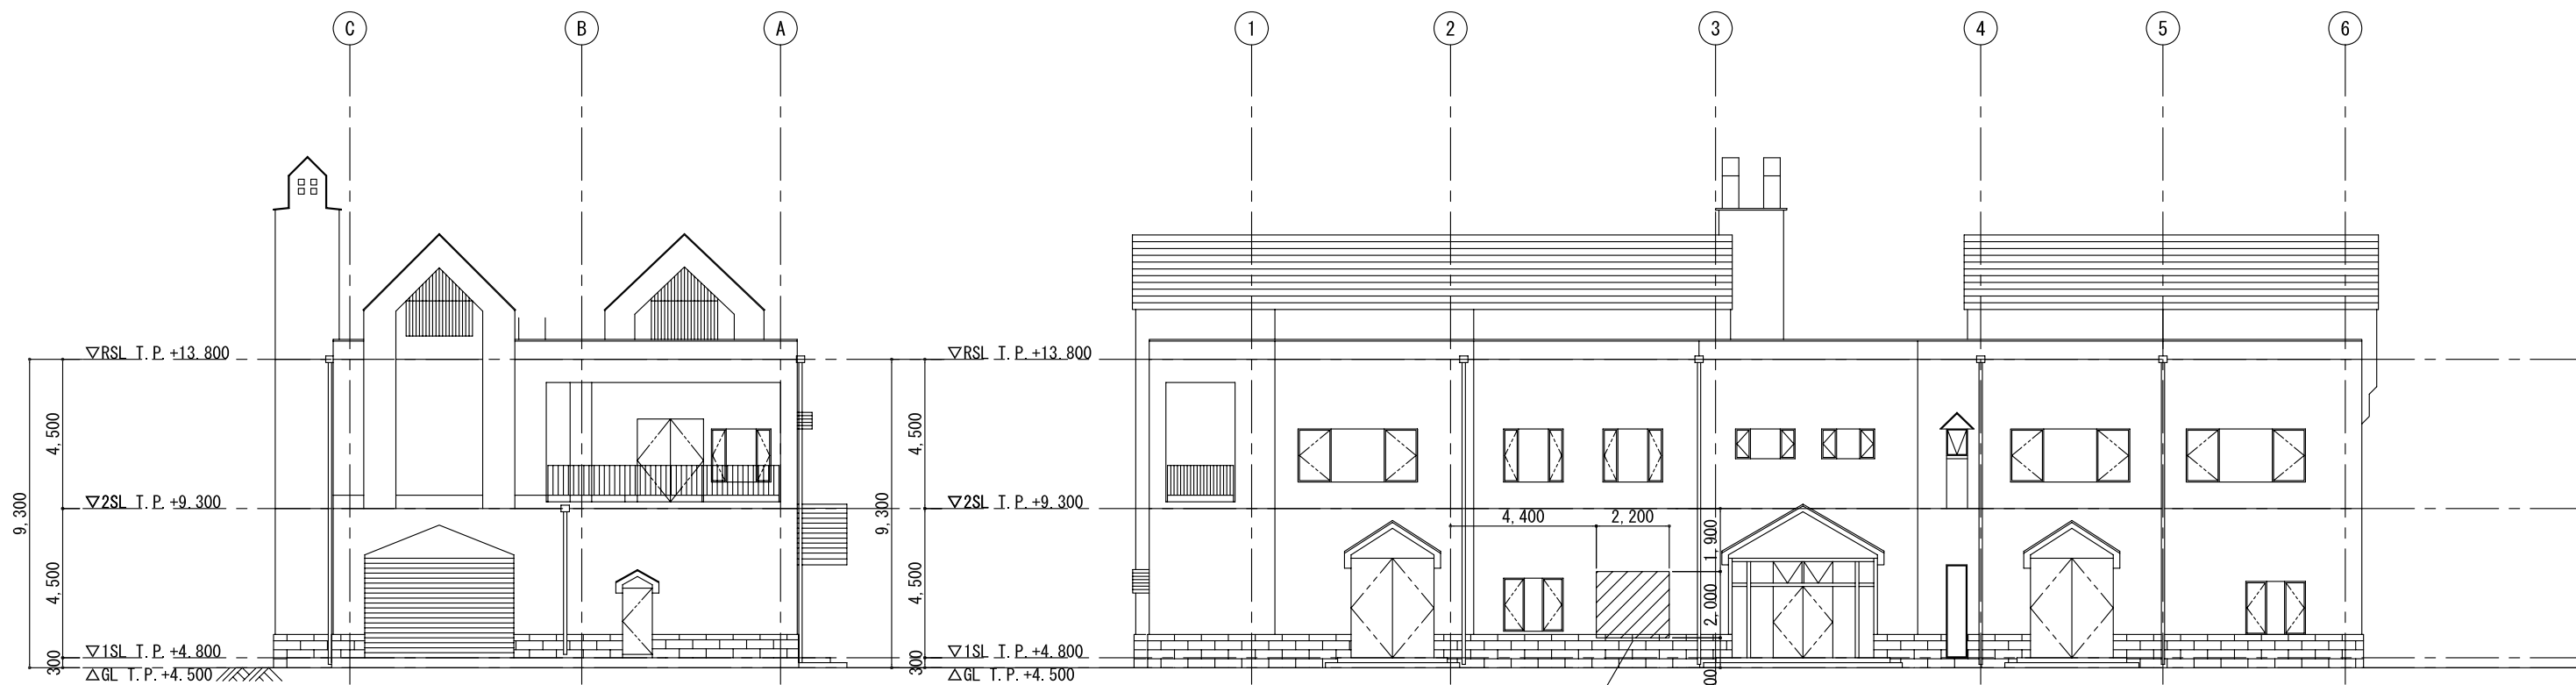 C B A 1 2 3 4 5 6
▽RSL T.P.+13.800
▽RSL T.P.+13.800
4,500
4,500
9,300
▽2SL T.P.+9.300
9,300
▽2SL T.P.+9.300
4,400
2,200
1,900
4,500
4,500
2,000
▽1SL T.P.+4.800
▽1SL T.P.+4.800
300
△GL T.P.+4.500
300
△GL T.P.+4.500